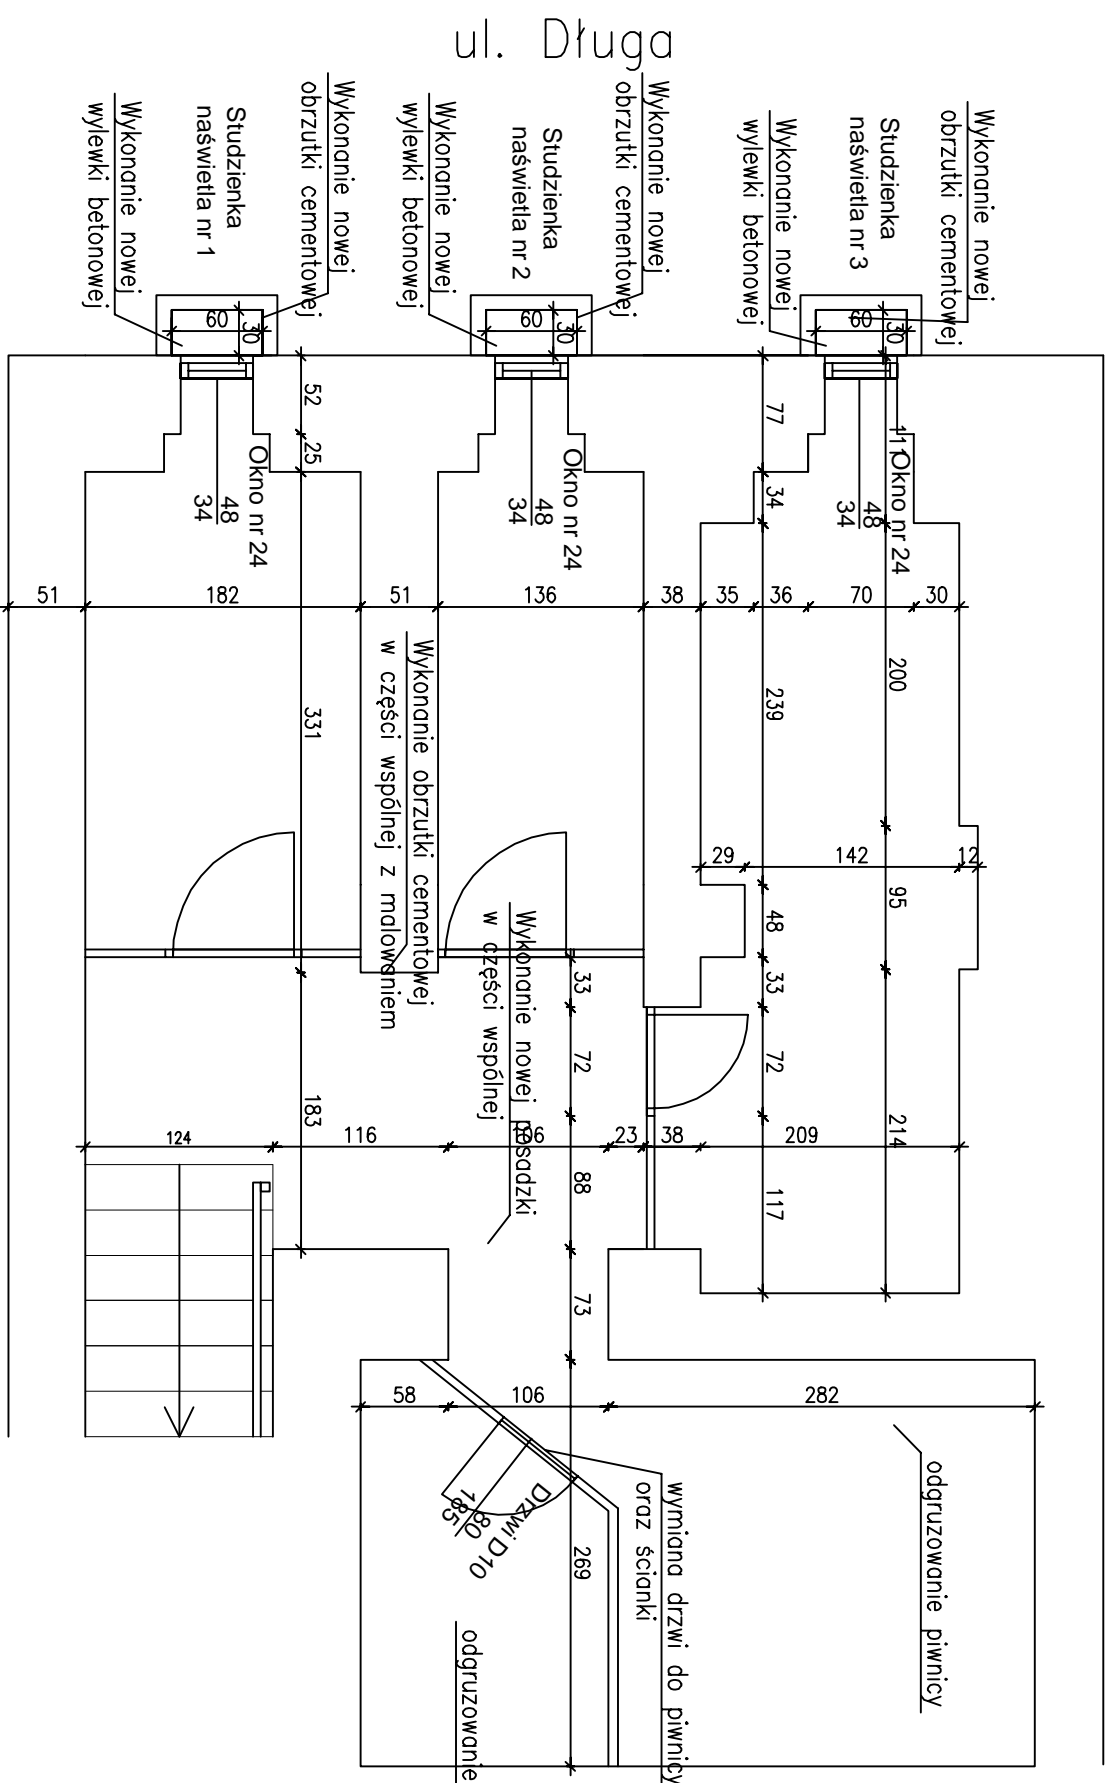 ul. Długa
Wykonanie nowej
obrzutki cementowej
Studzienka
naświetla nr 3
Wykonanie nowej
wylewki betonowej
Wykonanie nowej
obrzutki cementowej
Studzienka
naświetla nr 2
Wykonanie nowej
wylewki betonowej
Wykonanie nowej
obrzutki cementowej
Studzienka
naświetla nr 1
Wykonanie nowej
wylewki betonowej
60
30
60
30
60
30
52
25
77
34
111
Okno nr 24
48
34
Okno nr 24
48
34
Okno nr 24
48
34
51
182
51
136
38
35
36
70
30
331
239
200
Wykonanie obrzutki cementowej
w części wspólnej z malowaniem
29
142
12
95
48
33
33
72
72
Wykonanie nowej posadzki
w części wspólnej
183
124
116
106
23
38
209
214
88
117
73
58
106
282
269
Drzwi D10
80
185
wymiana drzwi do piwnicy
oraz ścianki
odgruzowanie piwnicy
odgruzowanie